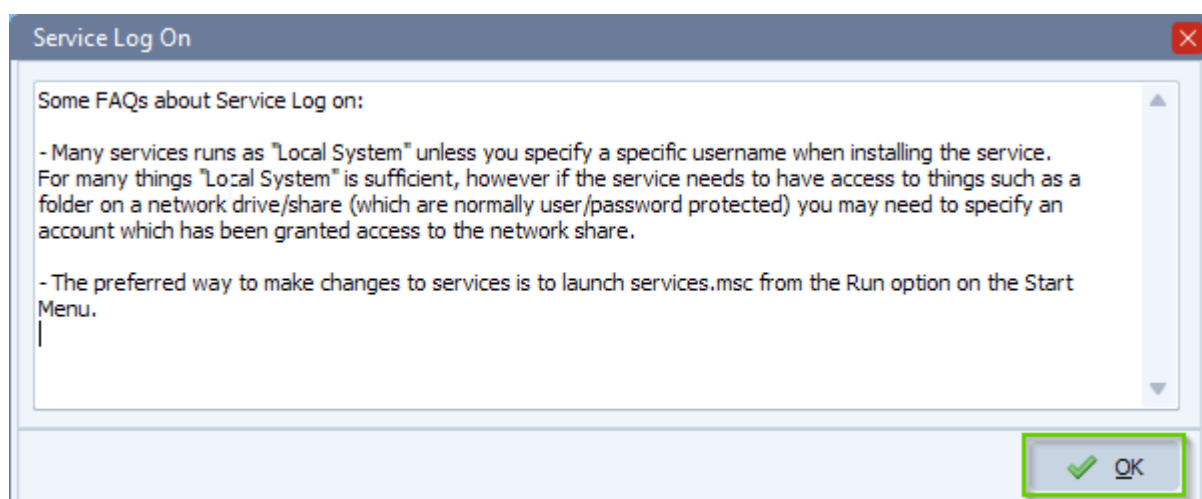 Service Log On
Some FAQs about Service Log on:
- Many services runs as "Local System" unless you specify a specific username when installing the service.
For many things "Local System" is sufficient, however if the service needs to have access to things such as a
folder on a network drive/share (which are normally user/password protected) you may need to specify an
account which has been granted access to the network share.
- The preferred way to make changes to services is to launch services.msc from the Run option on the Start
Menu.
OK